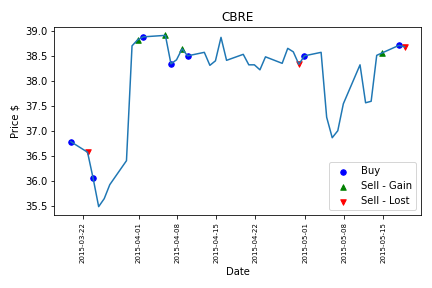 CBRE
39.0
38.5
38.0
37.5
37.0
36.5
36.0
35.5
Price $
Buy
Sell - Gain
Sell - Lost
2015-03-22
2015-04-01
2015-04-08
2015-04-15
2015-04-22
2015-05-01
2015-05-08
2015-05-15
Date